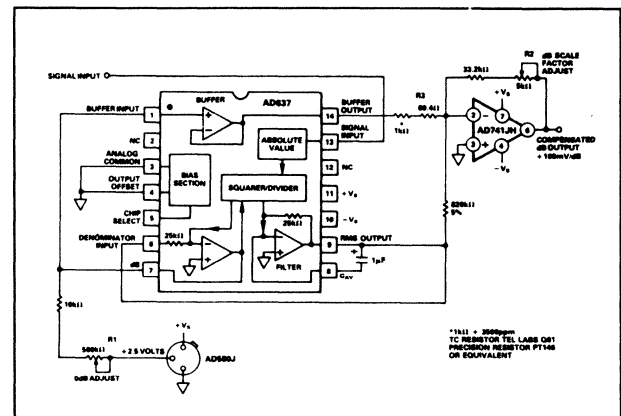 SIGNAL INPUT
BUFFER INPUT
1
NC
2
ANALOG
COMMON
3
OUTPUT
OFFSET
4
CHIP
SELECT
5
DENOMINATOR
INPUT
6
dB
7
BUFFER
AD637
ABSOLUTE
VALUE
BIAS
SECTION
SQUARER/DIVIDER
25kΩ
25kΩ
FILTER
BUFFER
OUTPUT
14
SIGNAL
INPUT
13
12
NC
11
+VS
10
-VS
9
RMS OUTPUT
8
CAV
+
1µF
R3
1kΩ
*
33.2kΩ
R2
dB SCALE
FACTOR
ADJUST
5kΩ
+VS
2
-
7
AD741JH
6
3
+
4
-VS
COMPENSATED
dB OUTPUT
+ 100mV/dB
5%
10kΩ
R1
500kΩ
0dB ADJUST
+ 2.5 VOLTS
+VS
AD580J
*1kΩ + 3500ppm
TC RESISTOR TEL LABS Q81
PRECISION RESISTOR PT146
OR EQUIVALENT